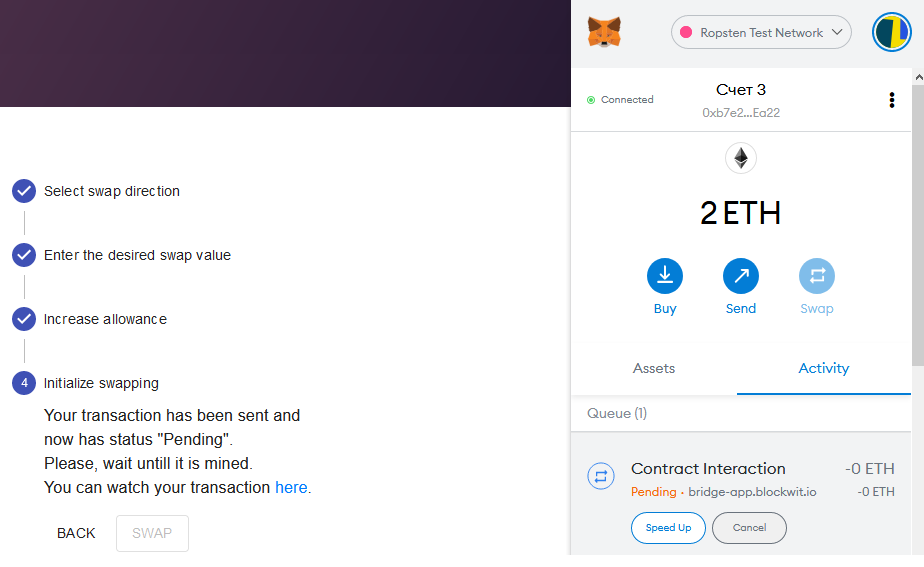 Select swap direction
Enter the desired swap value
Increase allowance
4 Initialize swapping
Your transaction has been sent and
now has status "Pending".
Please, wait untill it is mined.
You can watch your transaction here.
BACK SWAP
Ropsten Test Network
Connected
Счет 3
0xb7e2...Ea22
2 ETH
Buy Send Swap
Assets Activity
Queue (1)
Contract Interaction -0 ETH
Pending · bridge-app.blockwit.io -0 ETH
Speed Up Cancel